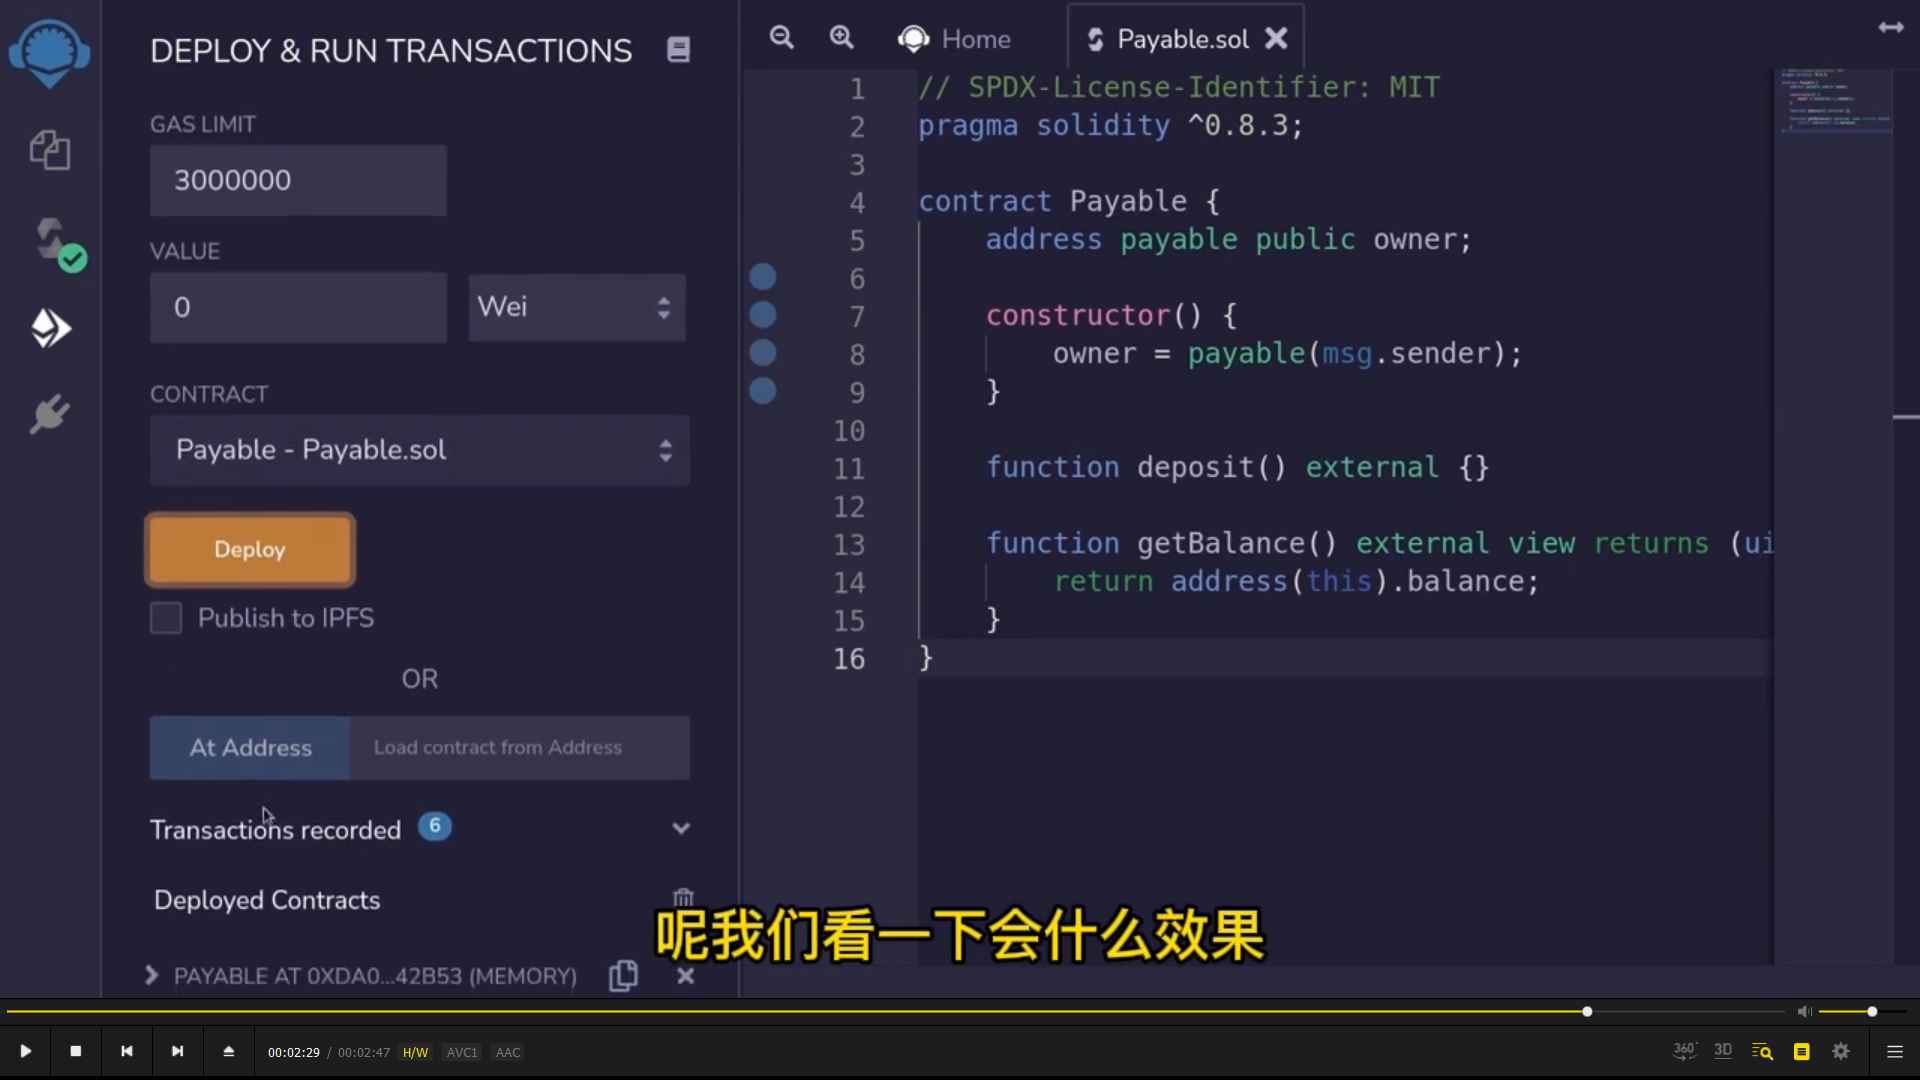 DEPLOY & RUN TRANSACTIONS
GAS LIMIT
3000000
VALUE
0
Wei
CONTRACT
Payable - Payable.sol
Deploy
Publish to IPFS
OR
At Address
Load contract from Address
Transactions recorded
6
Deployed Contracts
PAYABLE AT 0XDA0...42B53 (MEMORY)
Home
Payable.sol
1 // SPDX-License-Identifier: MIT
2 pragma solidity ^0.8.3;
3
4 contract Payable {
5 address payable public owner;
6
7 constructor() {
8 owner = payable(msg.sender);
9 }
10
11 function deposit() external {}
12
13 function getBalance() external view returns (ui
14 return address(this).balance;
15 }
16 }
呢我们看一下会什么效果
00:02:29 / 00:02:47 H/W AVC1 AAC
360° 3D